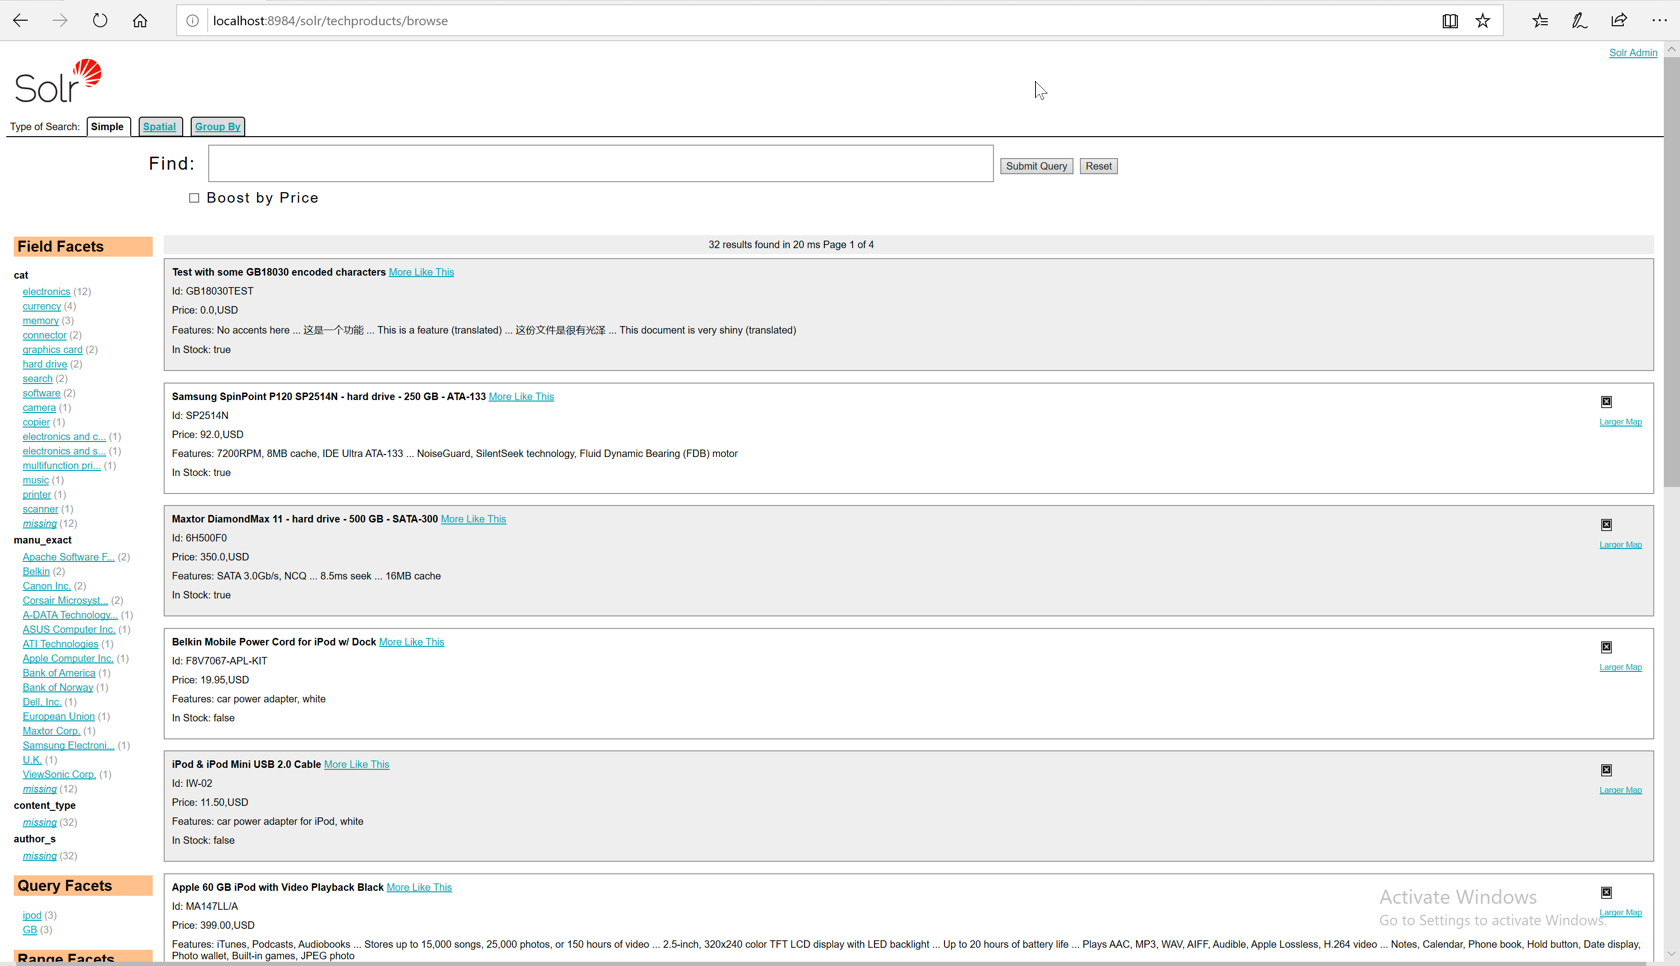 localhost:8984/solr/techproducts/browse
Solr Admin
Solr
Type of Search: Simple Spatial Group By
Find: Submit Query Reset
Boost by Price
Field Facets
cat
electronics (12)
currency (4)
memory (3)
connector (2)
graphics card (2)
hard drive (2)
search (2)
software (2)
camera (1)
copier (1)
electronics and c... (1)
electronics and s... (1)
multifunction pri... (1)
music (1)
printer (1)
scanner (1)
missing (12)
manu_exact
Apache Software F... (2)
Belkin (2)
Canon Inc. (2)
Corsair Microsyst... (2)
A-DATA Technology... (1)
ASUS Computer Inc. (1)
ATI Technologies (1)
Apple Computer Inc. (1)
Bank of America (1)
Bank of Norway (1)
Dell, Inc. (1)
European Union (1)
Maxtor Corp. (1)
Samsung Electroni... (1)
U.K. (1)
ViewSonic Corp. (1)
missing (12)
content_type
missing (32)
author_s
missing (32)
Query Facets
ipod (3)
GB (3)
Range Facets
32 results found in 20 ms Page 1 of 4
Test with some GB18030 encoded characters More Like This
Id: GB18030TEST
Price: 0.0,USD
Features: No accents here ... 这是一个功能 ... This is a feature (translated) ... 这份文件是很有光泽 ... This document is very shiny (translated)
In Stock: true
Samsung SpinPoint P120 SP2514N - hard drive - 250 GB - ATA-133 More Like This
Id: SP2514N
Price: 92.0,USD
Features: 7200RPM, 8MB cache, IDE Ultra ATA-133 ... NoiseGuard, SilentSeek technology, Fluid Dynamic Bearing (FDB) motor
In Stock: true
Larger Map
Maxtor DiamondMax 11 - hard drive - 500 GB - SATA-300 More Like This
Id: 6H500F0
Price: 350.0,USD
Features: SATA 3.0Gb/s, NCQ ... 8.5ms seek ... 16MB cache
In Stock: true
Larger Map
Belkin Mobile Power Cord for iPod w/ Dock More Like This
Id: F8V7067-APL-KIT
Price: 19.95,USD
Features: car power adapter, white
In Stock: false
Larger Map
iPod & iPod Mini USB 2.0 Cable More Like This
Id: IW-02
Price: 11.50,USD
Features: car power adapter for iPod, white
In Stock: false
Larger Map
Apple 60 GB iPod with Video Playback Black More Like This
Id: MA147LL/A
Price: 399.00,USD
Features: iTunes, Podcasts, Audiobooks ... Stores up to 15,000 songs, 25,000 photos, or 150 hours of video ... 2.5-inch, 320x240 color TFT LCD display with LED backlight ... Up to 20 hours of battery life ... Plays AAC, MP3, WAV, AIFF, Audible, Apple Lossless, H.264 video ... Notes, Calendar, Phone book, Hold button, Date display,
Photo wallet, Built-in games, JPEG photo
Larger Map
Activate Windows
Go to Settings to activate Windows.